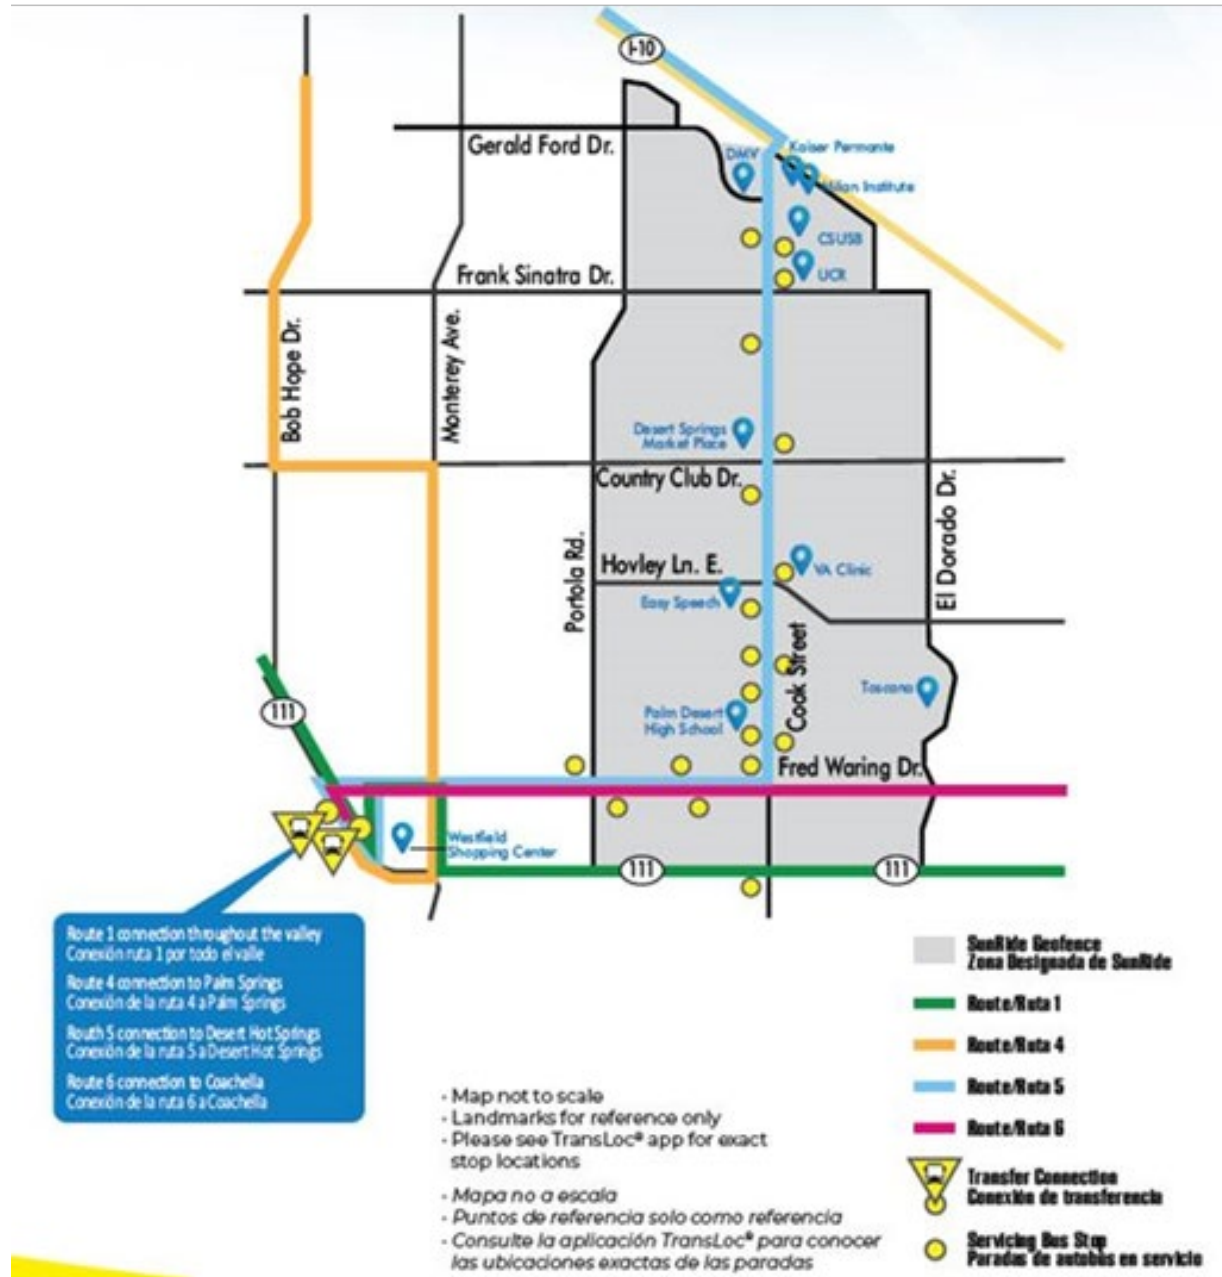 I-10
Gerald Ford Dr.
DMV
Kaiser Permante
Milan Institute
CSUSB
UCR
Frank Sinatra Dr.
Bob Hope Dr.
Monterey Ave.
Desert Springs
Market Place
Country Club Dr.
Portola Rd.
El Dorado Dr.
Hovley Ln. E.
VA Clinic
Easy Speech
Cook Street
Toscana
Palm Desert
High School
111
Fred Waring Dr.
Westfield
Shopping Center
111
111
Route 1 connection throughout the valley
Conexión ruta 1 por todo el valle
Route 4 connection to Palm Springs
Conexión de la ruta 4 a Palm Springs
Routh 5 connection to Desert Hot Springs
Conexión de la ruta 5 a Desert Hot Springs
Route 6 connection to Coachella
Conexión de la ruta 6 a Coachella
- Map not to scale
- Landmarks for reference only
- Please see TransLoc® app for exact
stop locations
- Mapa no a escala
- Puntos de referencia solo como referencia
- Consulte la aplicación TransLoc® para conocer
las ubicaciones exactas de las paradas
SunRide Geofence
Zona Designada de SunRide
Route/Ruta 1
Route/Ruta 4
Route/Ruta 5
Route/Ruta 6
Transfer Connection
Conexión de transferencia
Servicing Bus Stop
Paradas de autobús en servicio